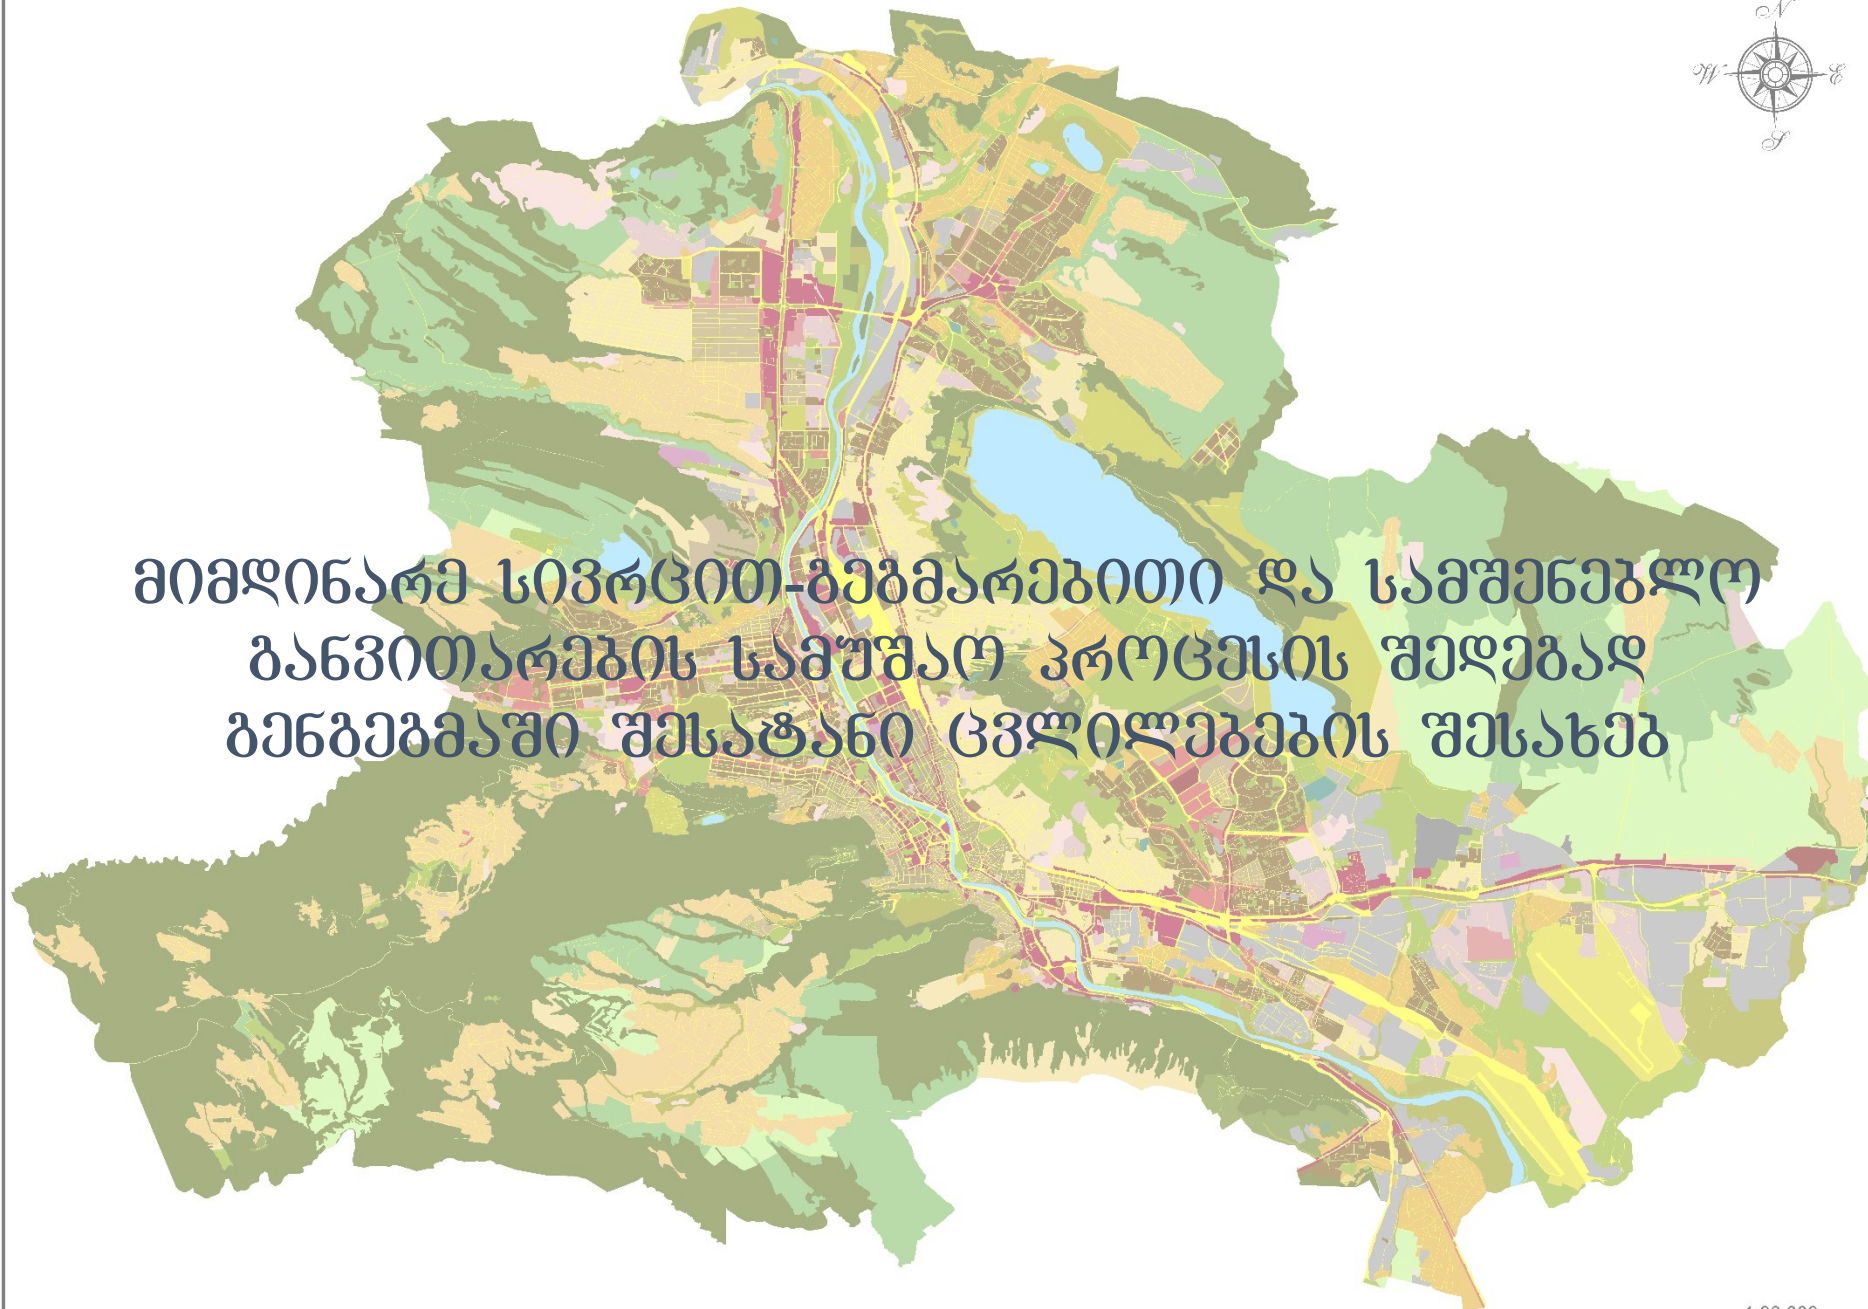 N
W E
S
მიმდინარე სივრცით-გეგმარებითი და სამშენებლო
განვითარების სამუშაო პროცესის შედეგად
გენგეგმაში შესატანი ცვლილებების შესახებ